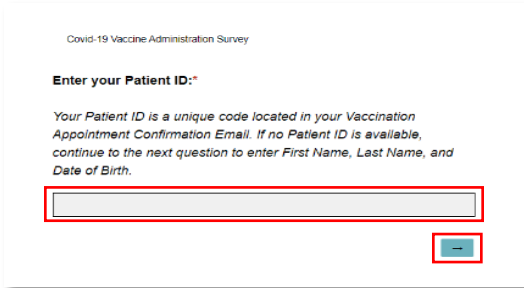 Covid-19 Vaccine Administration Survey
Enter your Patient ID:*
Your Patient ID is a unique code located in your Vaccination
Appointment Confirmation Email. If no Patient ID is available,
continue to the next question to enter First Name, Last Name, and
Date of Birth.
→